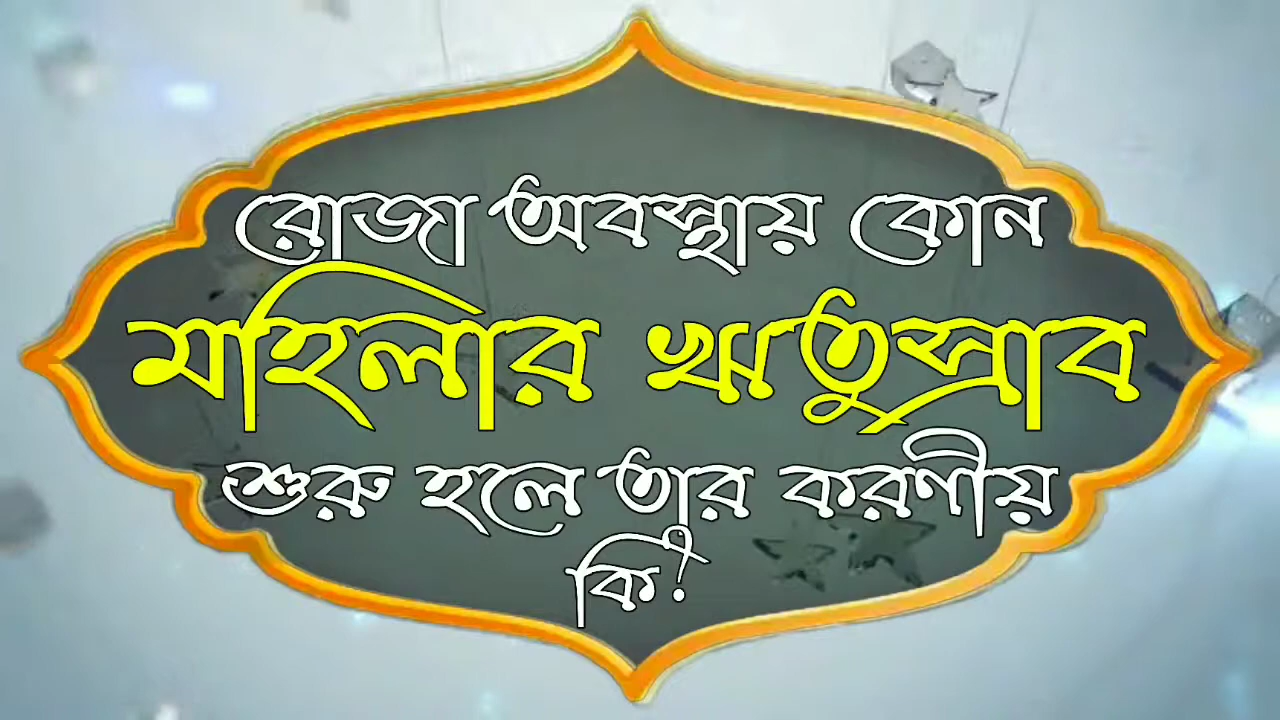 রোজা অবস্থায় কোন
মহিলার ঋতুস্রাব
শুরু হলে তার করণীয়
কি?